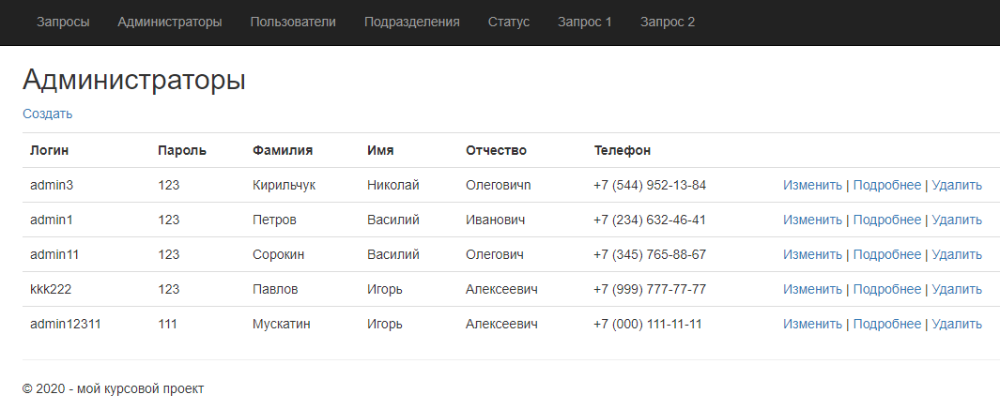 Запросы Администраторы Пользователи Подразделения Статус Запрос 1 Запрос 2
Администраторы
Создать
Логин Пароль Фамилия Имя Отчество Телефон
admin3 123 Кирильчук Николай Олеговичn +7 (544) 952-13-84 Изменить | Подробнее | Удалить
admin1 123 Петров Василий Иванович +7 (234) 632-46-41 Изменить | Подробнее | Удалить
admin11 123 Сорокин Василий Олегович +7 (345) 765-88-67 Изменить | Подробнее | Удалить
kkk222 123 Павлов Игорь Алексеевич +7 (999) 777-77-77 Изменить | Подробнее | Удалить
admin12311 111 Мускатин Игорь Алексеевич +7 (000) 111-11-11 Изменить | Подробнее | Удалить
© 2020 - мой курсовой проект